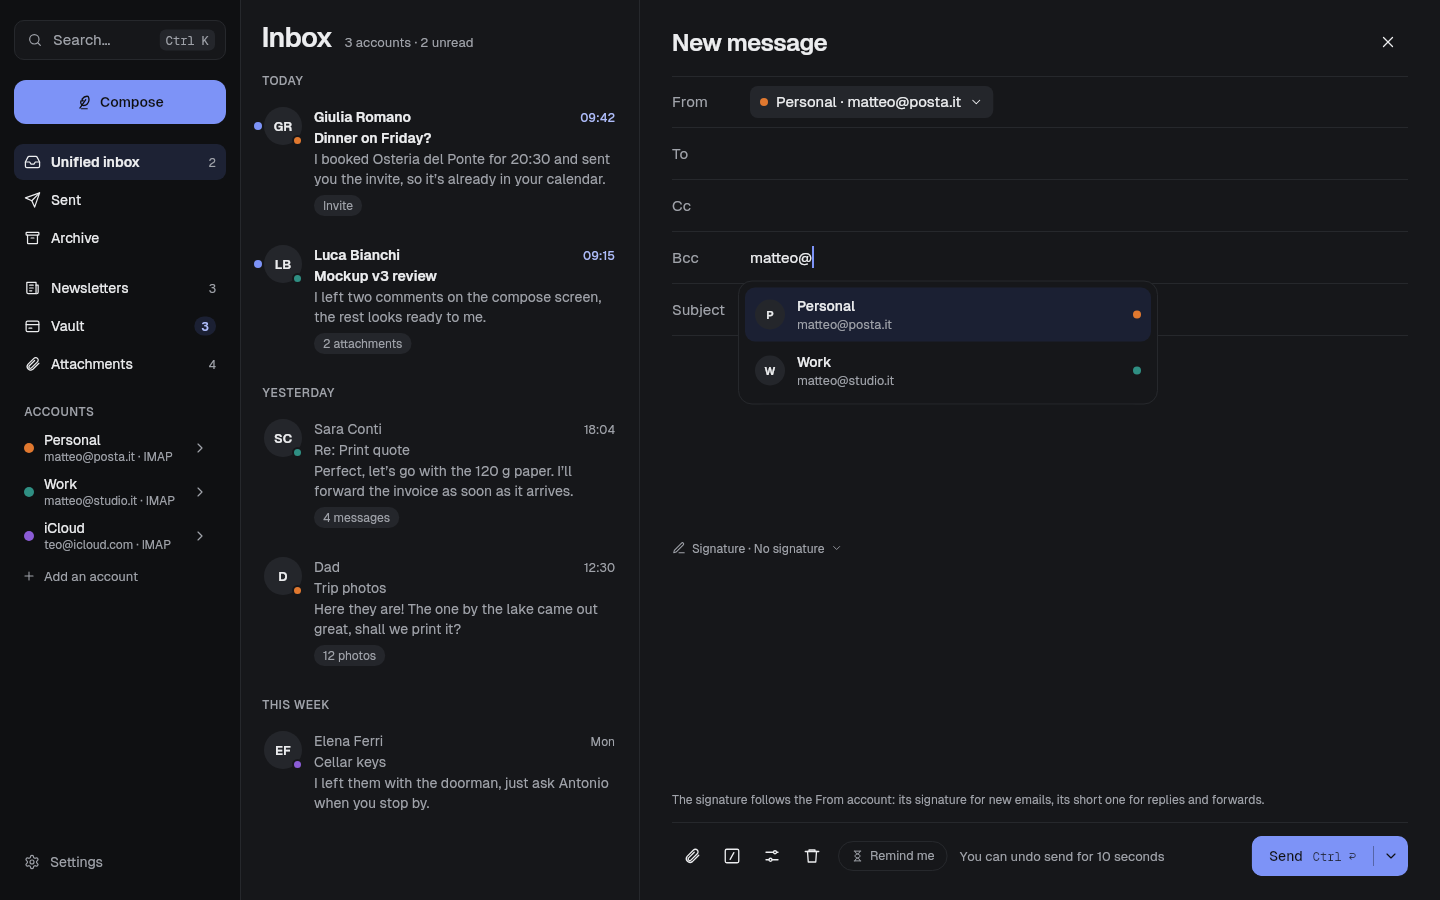 Search…
Ctrl K
Compose
Unified inbox 2
Sent
Archive
Newsletters 3
Vault 3
Attachments 4
ACCOUNTS
Personal
matteo@posta.it · IMAP
Work
matteo@studio.it · IMAP
iCloud
teo@icloud.com · IMAP
Add an account
Settings
Inbox 3 accounts · 2 unread
TODAY
GR
Giulia Romano 09:42
Dinner on Friday?
I booked Osteria del Ponte for 20:30 and sent
you the invite, so it’s already in your calendar.
Invite
LB
Luca Bianchi 09:15
Mockup v3 review
I left two comments on the compose screen,
the rest looks ready to me.
2 attachments
YESTERDAY
SC
Sara Conti 18:04
Re: Print quote
Perfect, let’s go with the 120 g paper. I’ll
forward the invoice as soon as it arrives.
4 messages
D
Dad 12:30
Trip photos
Here they are! The one by the lake came out
great, shall we print it?
12 photos
THIS WEEK
EF
Elena Ferri Mon
Cellar keys
I left them with the doorman, just ask Antonio
when you stop by.
New message
From Personal · matteo@posta.it
To
Cc
Bcc matteo@
Subject
P
Personal
matteo@posta.it
W
Work
matteo@studio.it
Signature · No signature
The signature follows the From account: its signature for new emails, its short one for replies and forwards.
Remind me
You can undo send for 10 seconds
Send Ctrl